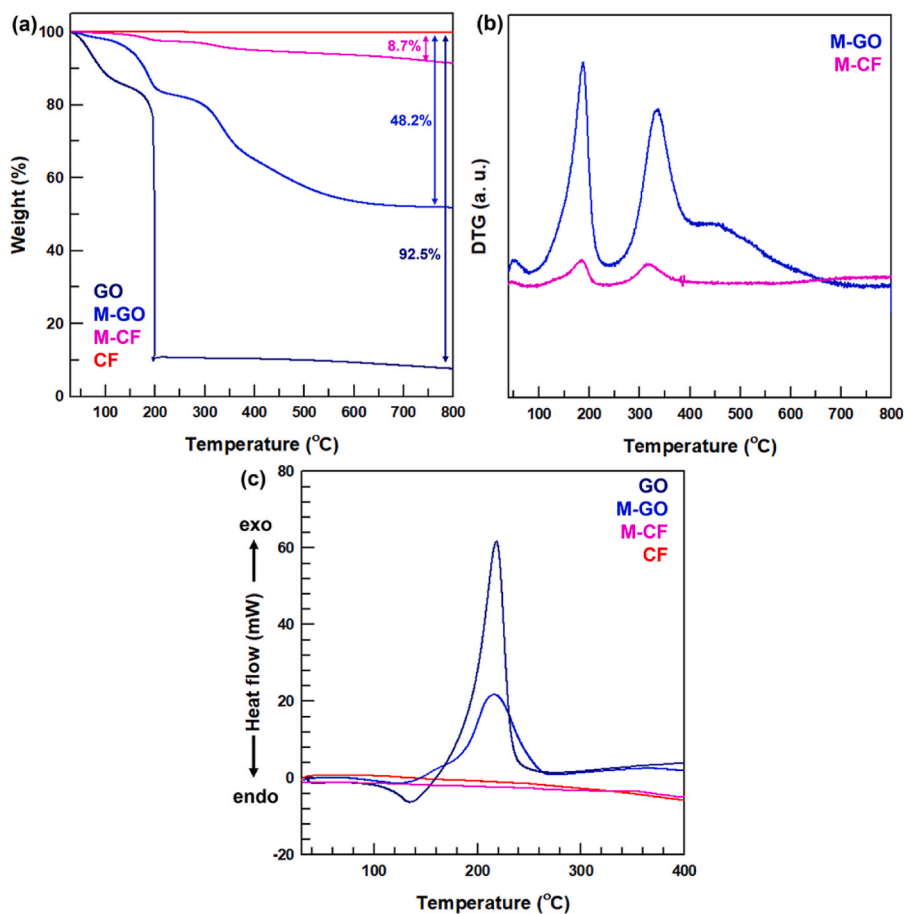 (a)
100
80
60
40
20
0
Weight (%)
8.7%
48.2%
92.5%
GO
M-GO
M-CF
CF
100 200 300 400 500 600 700 800
Temperature (°C)
(b)
M-GO
M-CF
DTG (a. u.)
100 200 300 400 500 600 700 800
Temperature (°C)
(c)
80
60
40
20
0
-20
exo
Heat flow (mW)
endo
GO
M-GO
M-CF
CF
100 200 300 400
Temperature (°C)